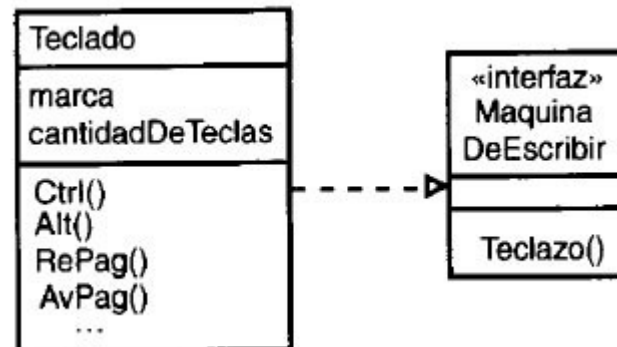 Teclado
marca
cantidadDeTeclas
Ctrl()
Alt()
RePag()
AvPag()
...
«interfaz»
Maquina
DeEscribir
Teclazo()